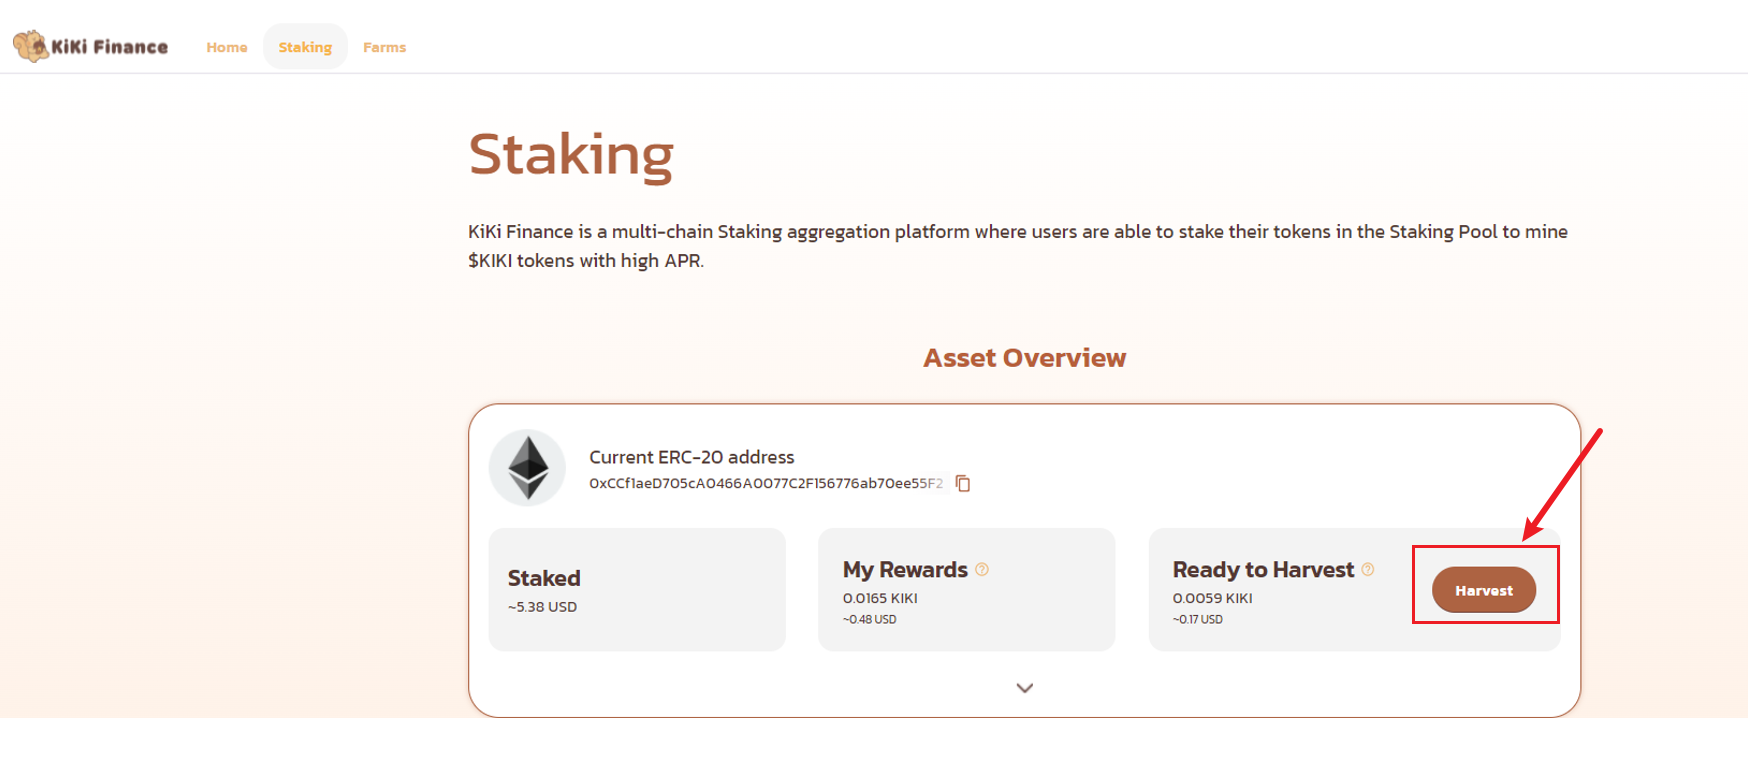 KiKi Finance
Home
Staking
Farms
Staking
KiKi Finance is a multi-chain Staking aggregation platform where users are able to stake their tokens in the Staking Pool to mine
$KIKI tokens with high APR.
Asset Overview
Current ERC-20 address
0xCCf1aeD705cA0466A0077C2F156776ab70ee55F2
Staked
~5.38 USD
My Rewards
0.0165 KIKI
~0.48 USD
Ready to Harvest
0.0059 KIKI
~0.17 USD
Harvest